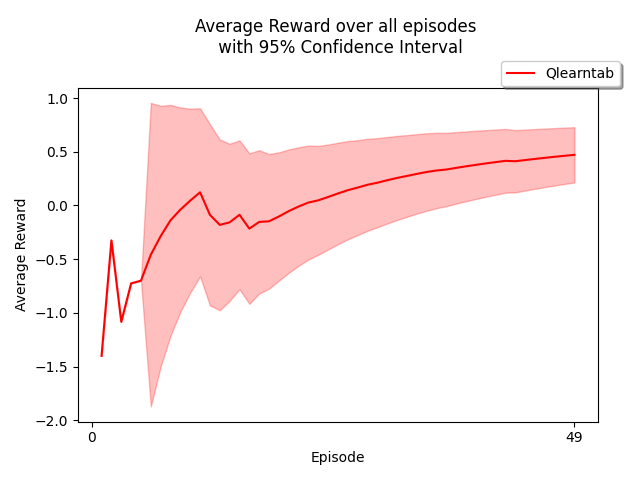 Average Reward over all episodes
with 95% Confidence Interval
Qlearntab
1.0
0.5
0.0
−0.5
−1.0
−1.5
−2.0
Average Reward
0
49
Episode